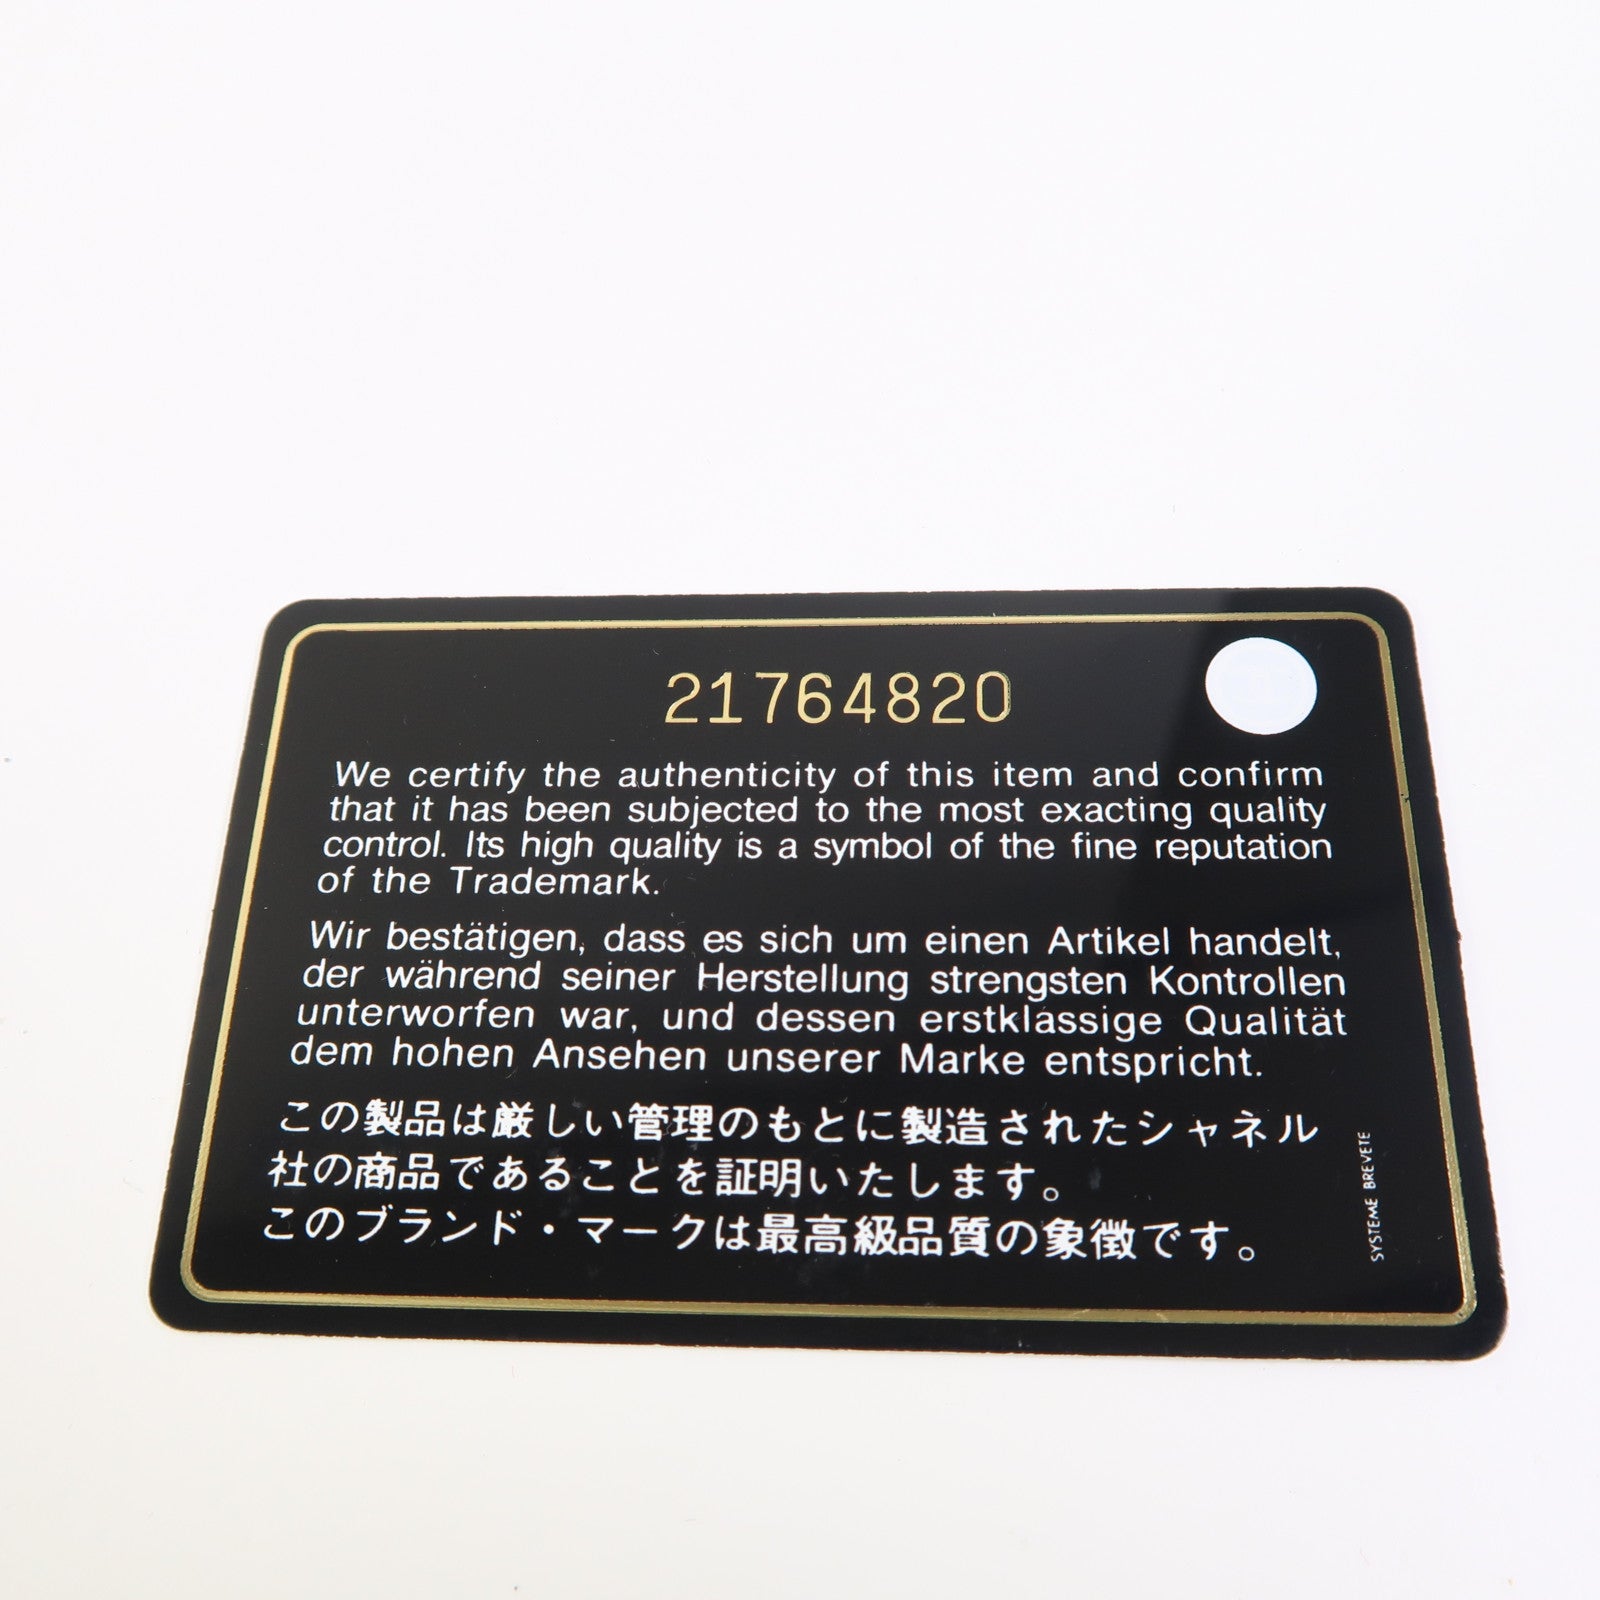 21764820
We certify the authenticity of this item and confirm
that it has been subjected to the most exacting quality
control. Its high quality is a symbol of the fine reputation
of the Trademark.
Wir bestätigen, dass es sich um einen Artikel handelt,
der während seiner Herstellung strengsten Kontrollen
unterworfen war, und dessen erstklassige Qualität
dem hohen Ansehen unserer Marke entspricht.
この製品は厳しい管理のもとに製造されたシャネル
社の商品であることを証明いたします。
このブランド・マークは最高級品質の象徴です。
SYSTEME BREVETE